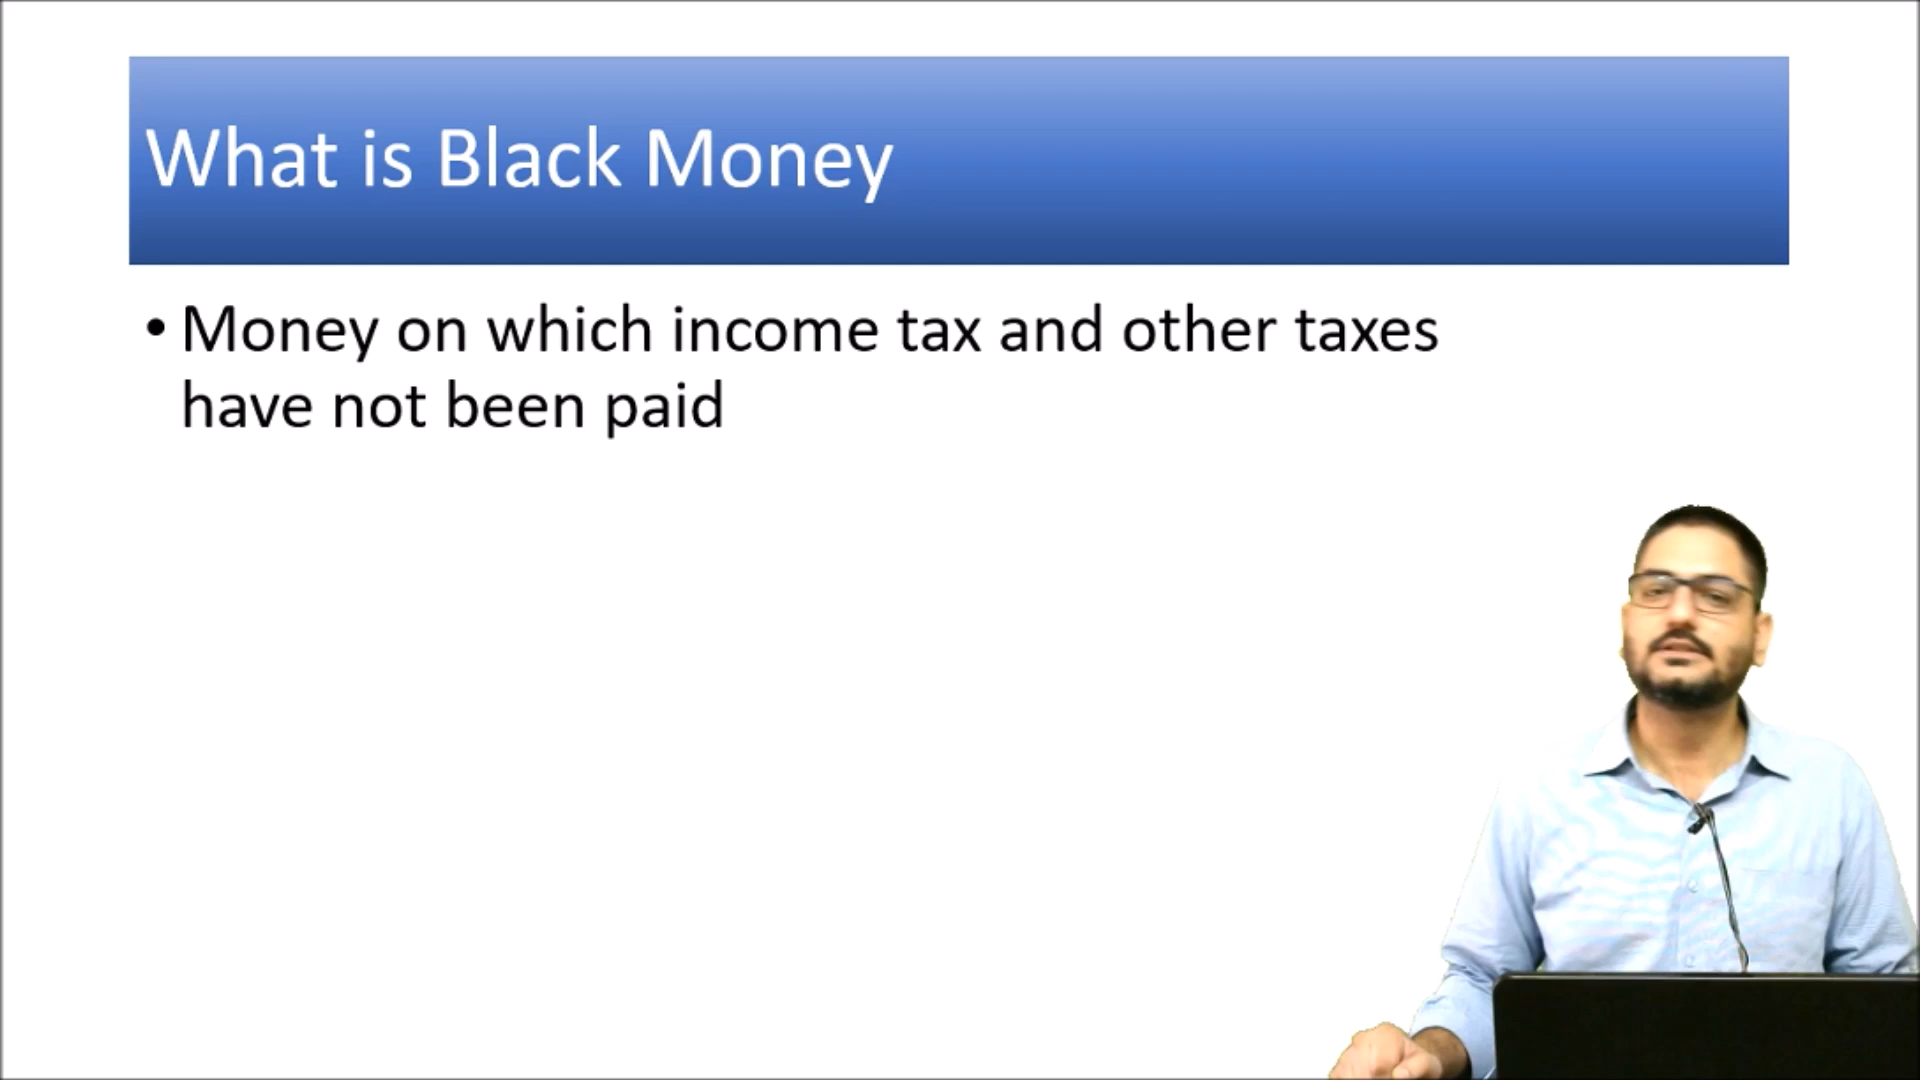 What is Black Money
• Money on which income tax and other taxes
have not been paid